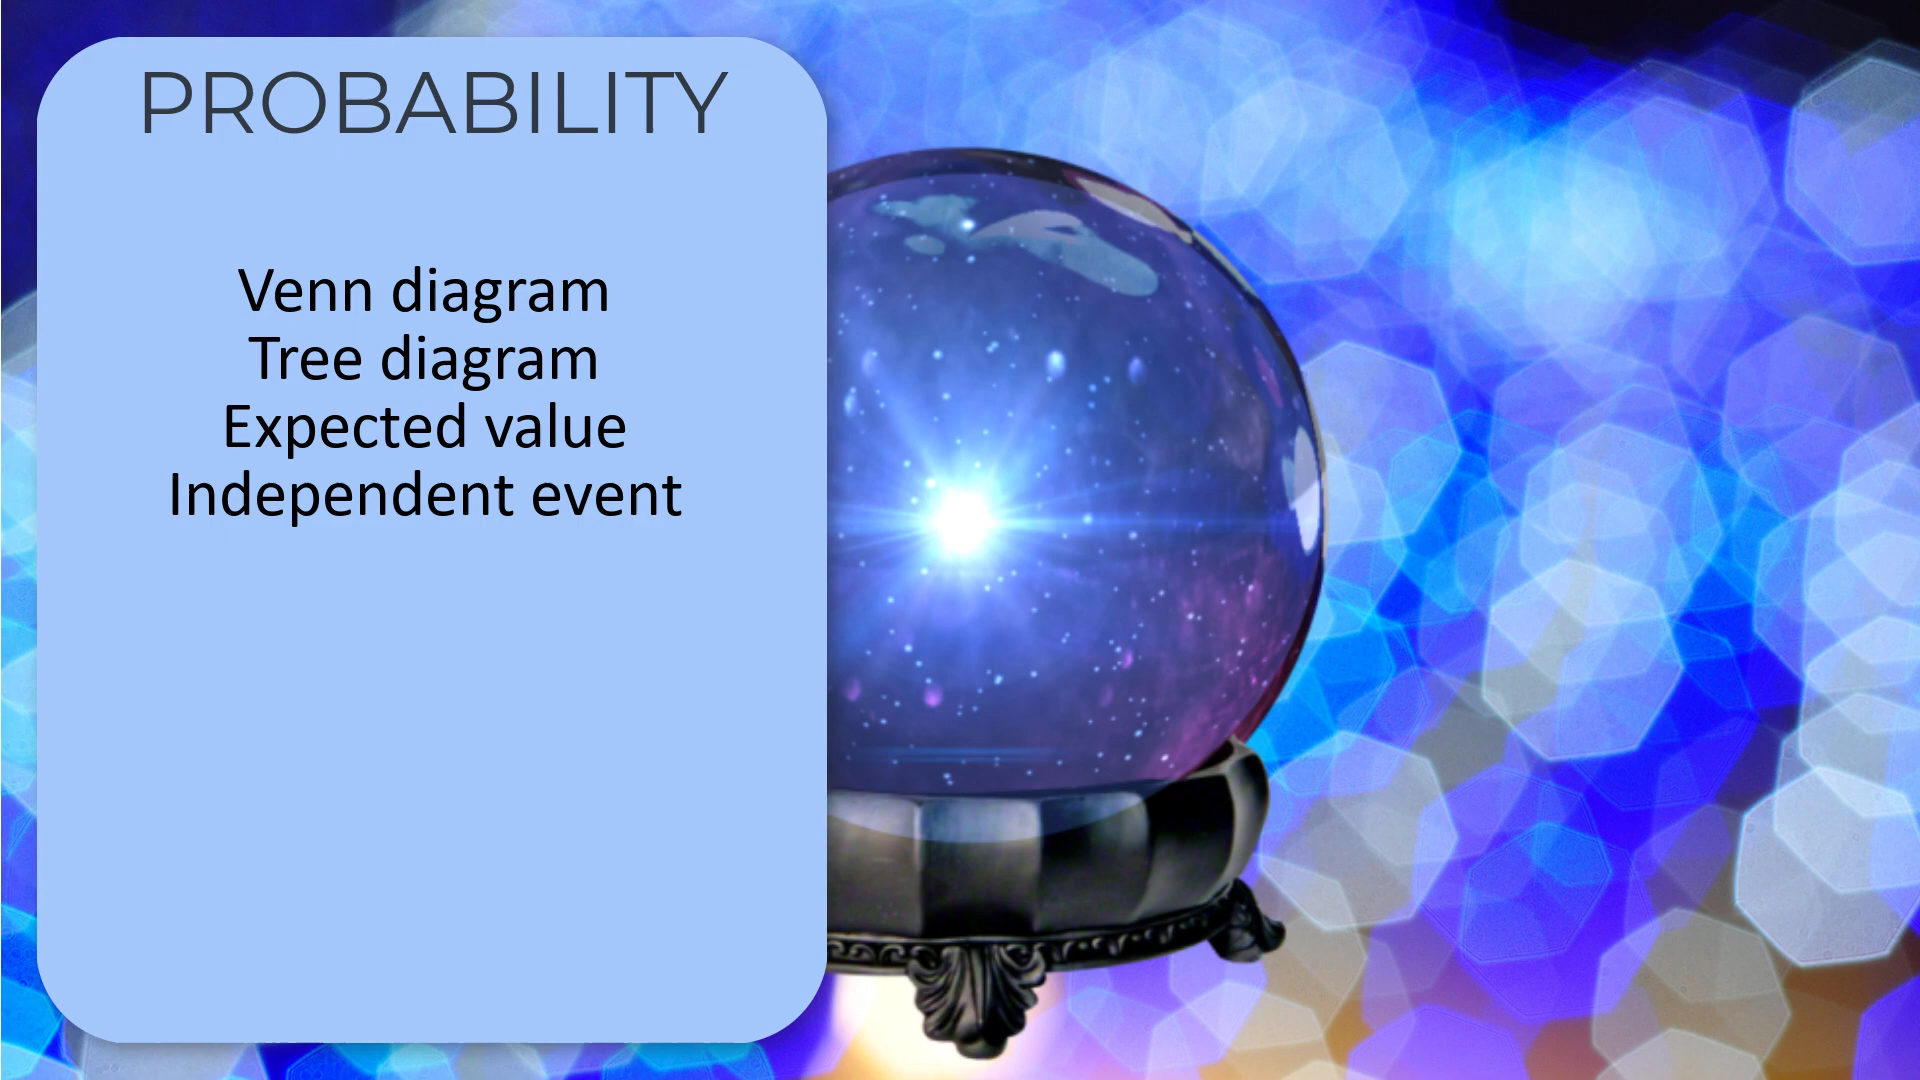 PROBABILITY
Venn diagram
Tree diagram
Expected value
Independent event